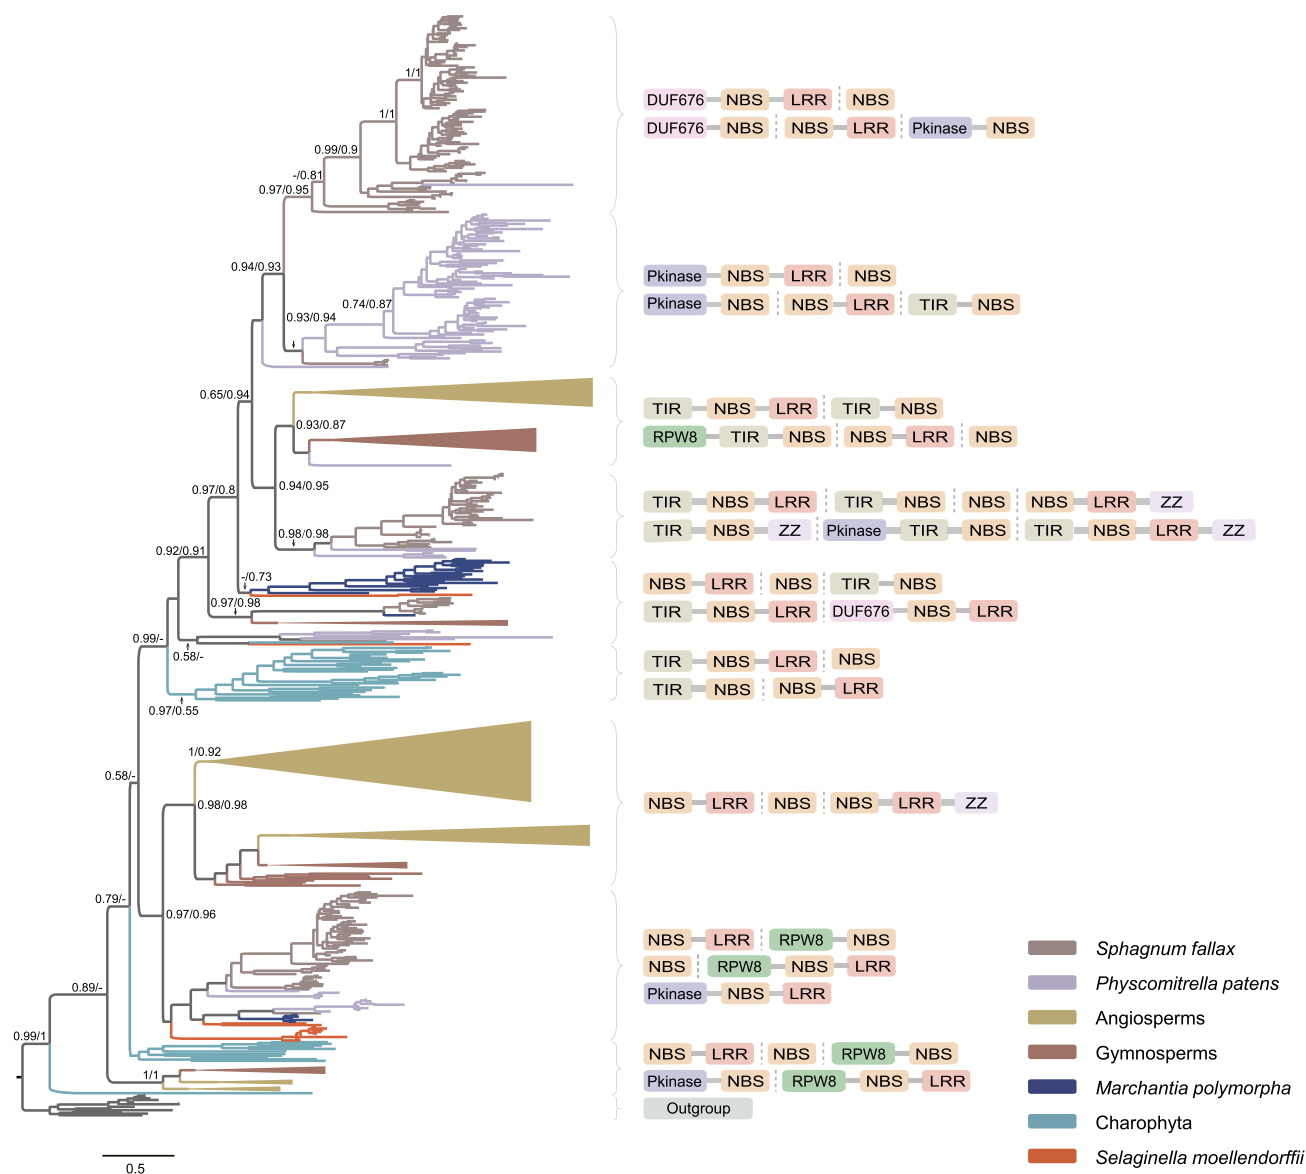 1/1
DUF676 NBS LRR NBS
1/1
DUF676 NBS NBS LRR Pkinase NBS
0.99/0.9
-/0.81
0.97/0.95
0.94/0.93
Pkinase NBS LRR NBS
0.74/0.87
Pkinase NBS NBS LRR TIR NBS
0.93/0.94
0.65/0.94
TIR NBS LRR TIR NBS
0.93/0.87
RPW8 TIR NBS NBS LRR NBS
0.94/0.95
0.97/0.8
TIR NBS LRR TIR NBS NBS NBS LRR ZZ
TIR NBS ZZ Pkinase TIR NBS TIR NBS LRR ZZ
0.98/0.98
0.92/0.91
-/0.73
NBS LRR NBS TIR NBS
0.97/0.98
TIR NBS LRR DUF676 NBS LRR
0.99/-
0.58/-
TIR NBS LRR NBS
TIR NBS NBS LRR
0.97/0.55
1/0.92
0.58/-
0.98/0.98
NBS LRR NBS NBS LRR ZZ
0.79/-
0.97/0.96
NBS LRR RPW8 NBS
NBS RPW8 NBS LRR
Pkinase NBS LRR
0.89/-
0.99/1
NBS LRR NBS RPW8 NBS
1/1
Pkinase NBS RPW8 NBS LRR
Outgroup
0.5
Sphagnum fallax
Physcomitrella patens
Angiosperms
Gymnosperms
Marchantia polymorpha
Charophyta
Selaginella moellendorffii